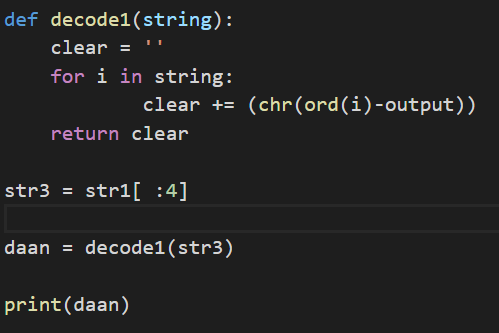 def decode1(string):
    clear = ''
    for i in string:
            clear += (chr(ord(i)-output))
    return clear
str3 = str1[ :4]
daan = decode1(str3)
print(daan)